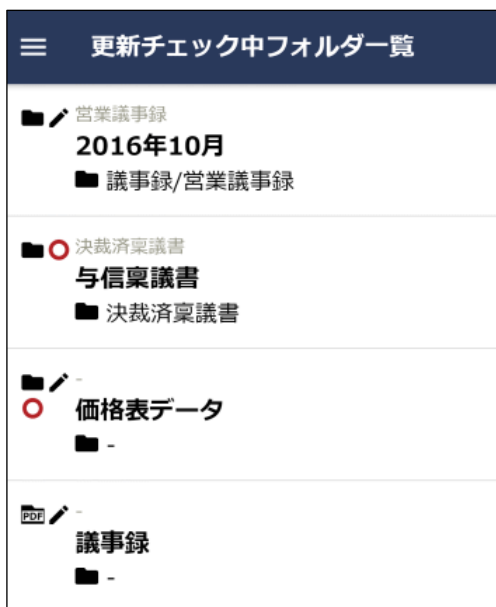 更新チェック中フォルダ一覧
営業議事録
2016年10月
議事録/営業議事録
決裁済稟議書
与信稟議書
決裁済稟議書
-
価格表データ
-
PDF -
議事録
-